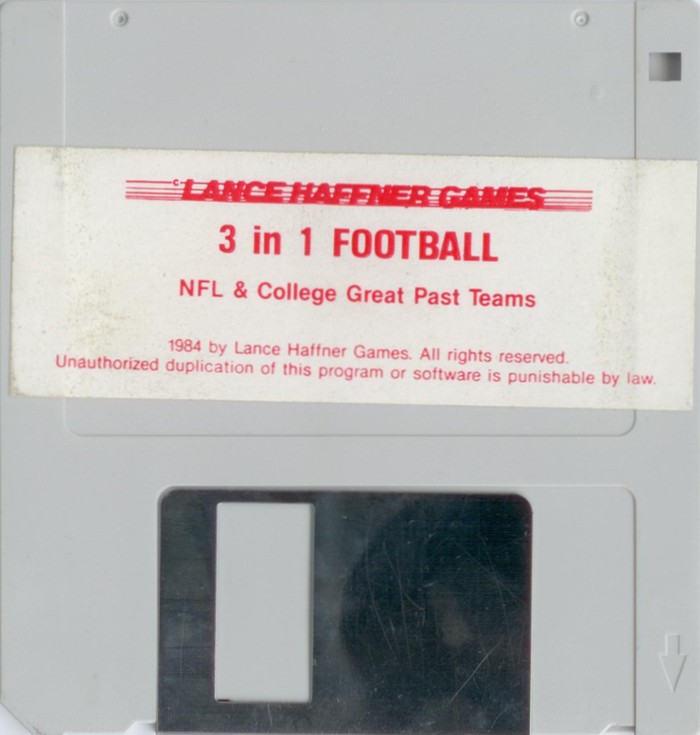 © LANCE HAFFNER GAMES
3 in 1 FOOTBALL
NFL & College Great Past Teams
1984 by Lance Haffner Games. All rights reserved.
Unauthorized duplication of this program or software is punishable by law.